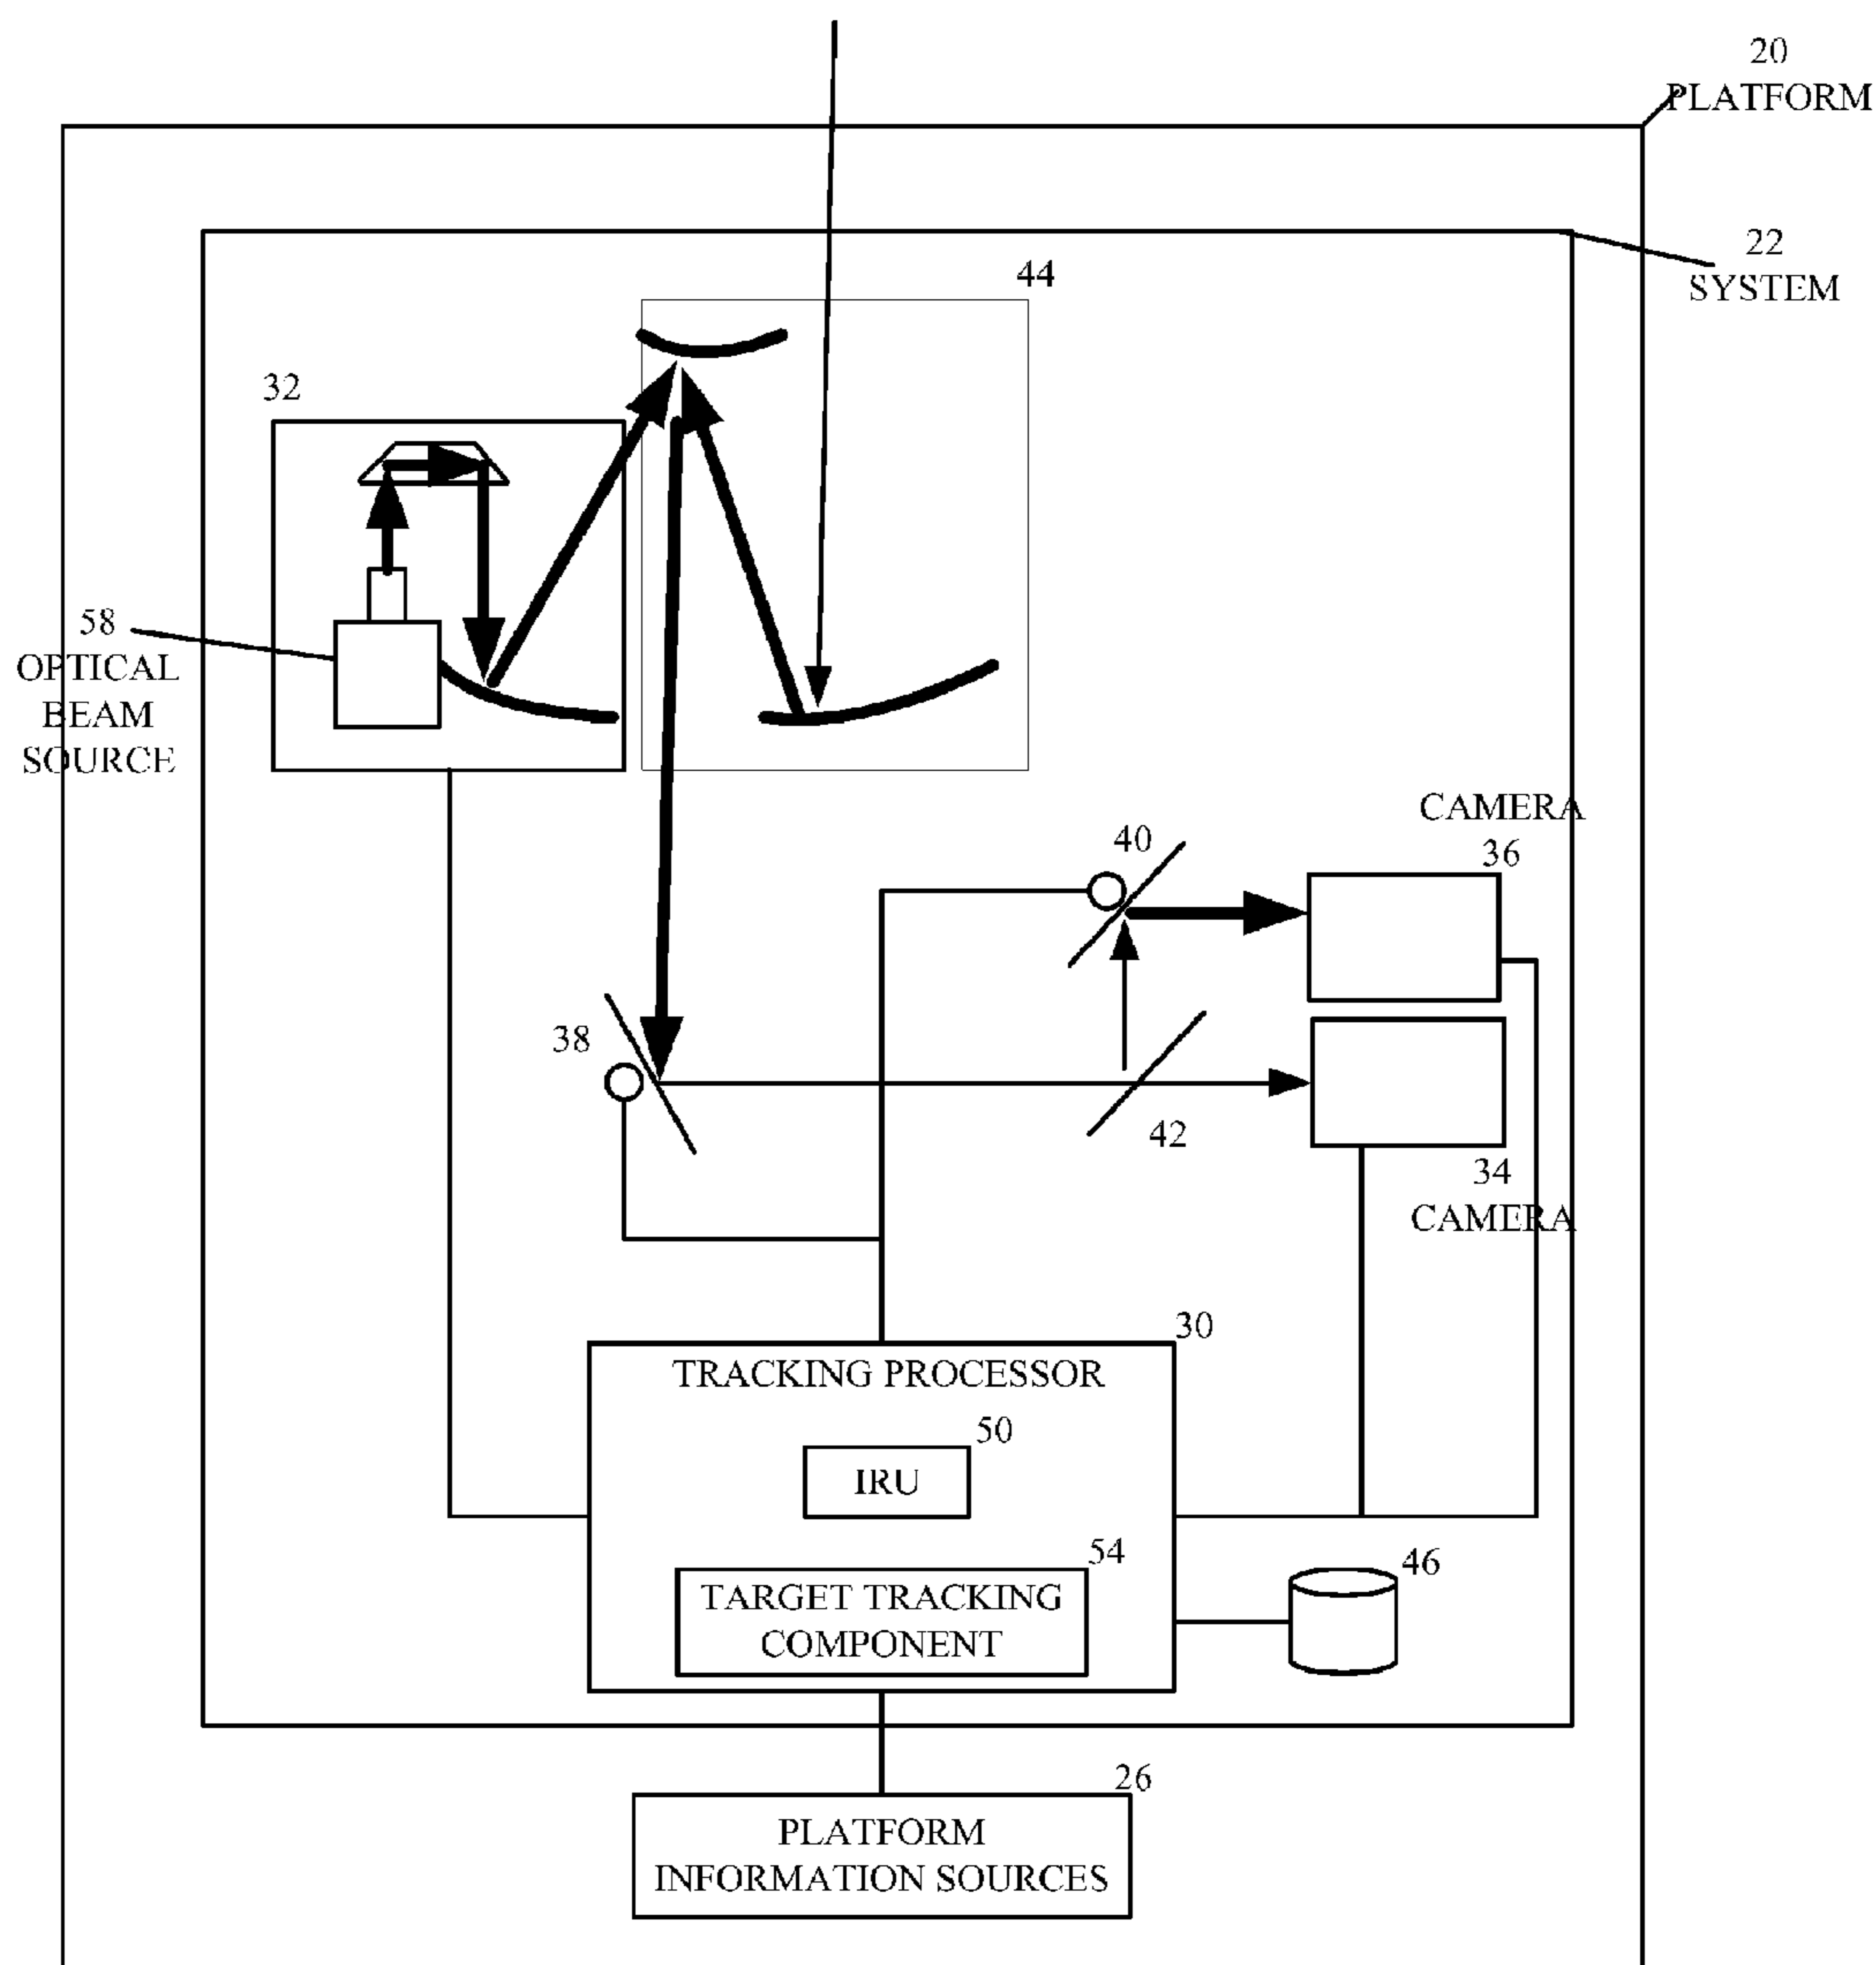 20
PLATFORM
22
SYSTEM
44
32
58
OPTICAL
BEAM
SOURCE
CAMERA
36
40
38
42
34
CAMERA
30
TRACKING PROCESSOR
50
IRU
54
TARGET TRACKING
COMPONENT
46
26
PLATFORM
INFORMATION SOURCES